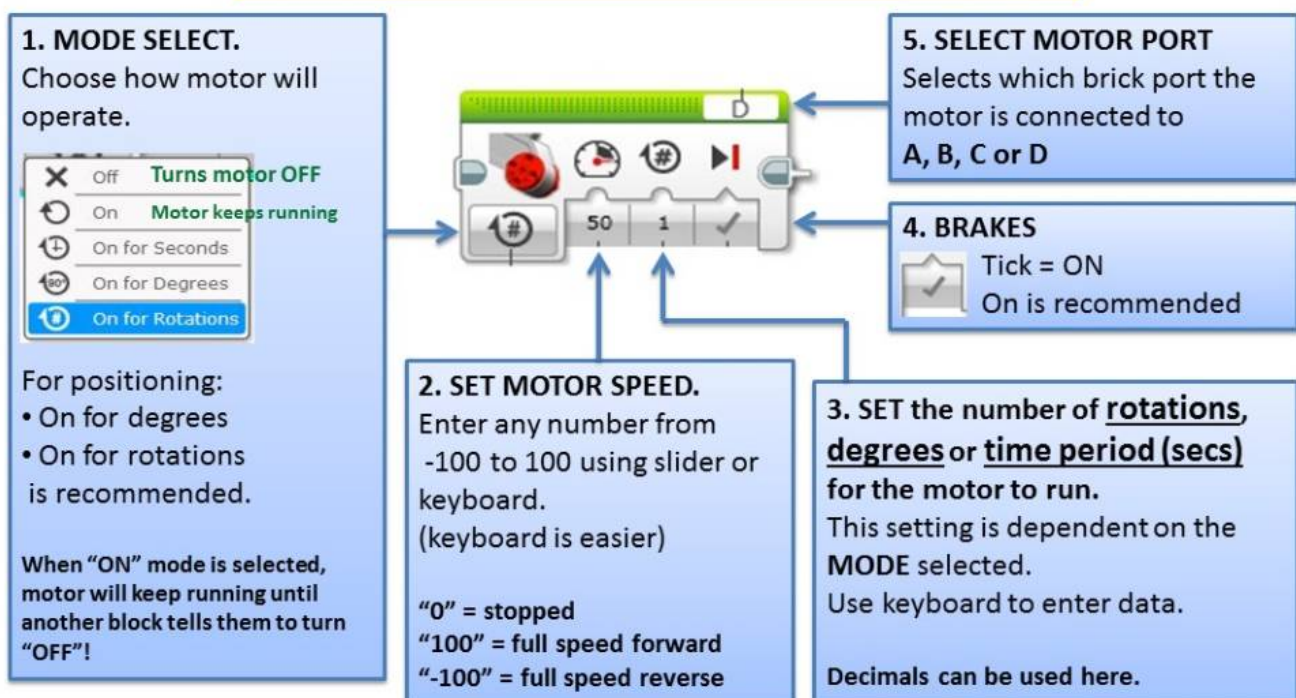 1. MODE SELECT.
Choose how motor will
operate.
Off Turns motor OFF
On Motor keeps running
On for Seconds
90° On for Degrees
# On for Rotations
For positioning:
• On for degrees
• On for rotations
is recommended.
When “ON” mode is selected,
motor will keep running until
another block tells them to turn
“OFF”!
D
#
# 50 1
2. SET MOTOR SPEED.
Enter any number from
-100 to 100 using slider or
keyboard.
(keyboard is easier)
“0” = stopped
“100” = full speed forward
“-100” = full speed reverse
5. SELECT MOTOR PORT
Selects which brick port the
motor is connected to
A, B, C or D
4. BRAKES
Tick = ON
On is recommended
3. SET the number of rotations,
degrees or time period (secs)
for the motor to run.
This setting is dependent on the
MODE selected.
Use keyboard to enter data.
Decimals can be used here.